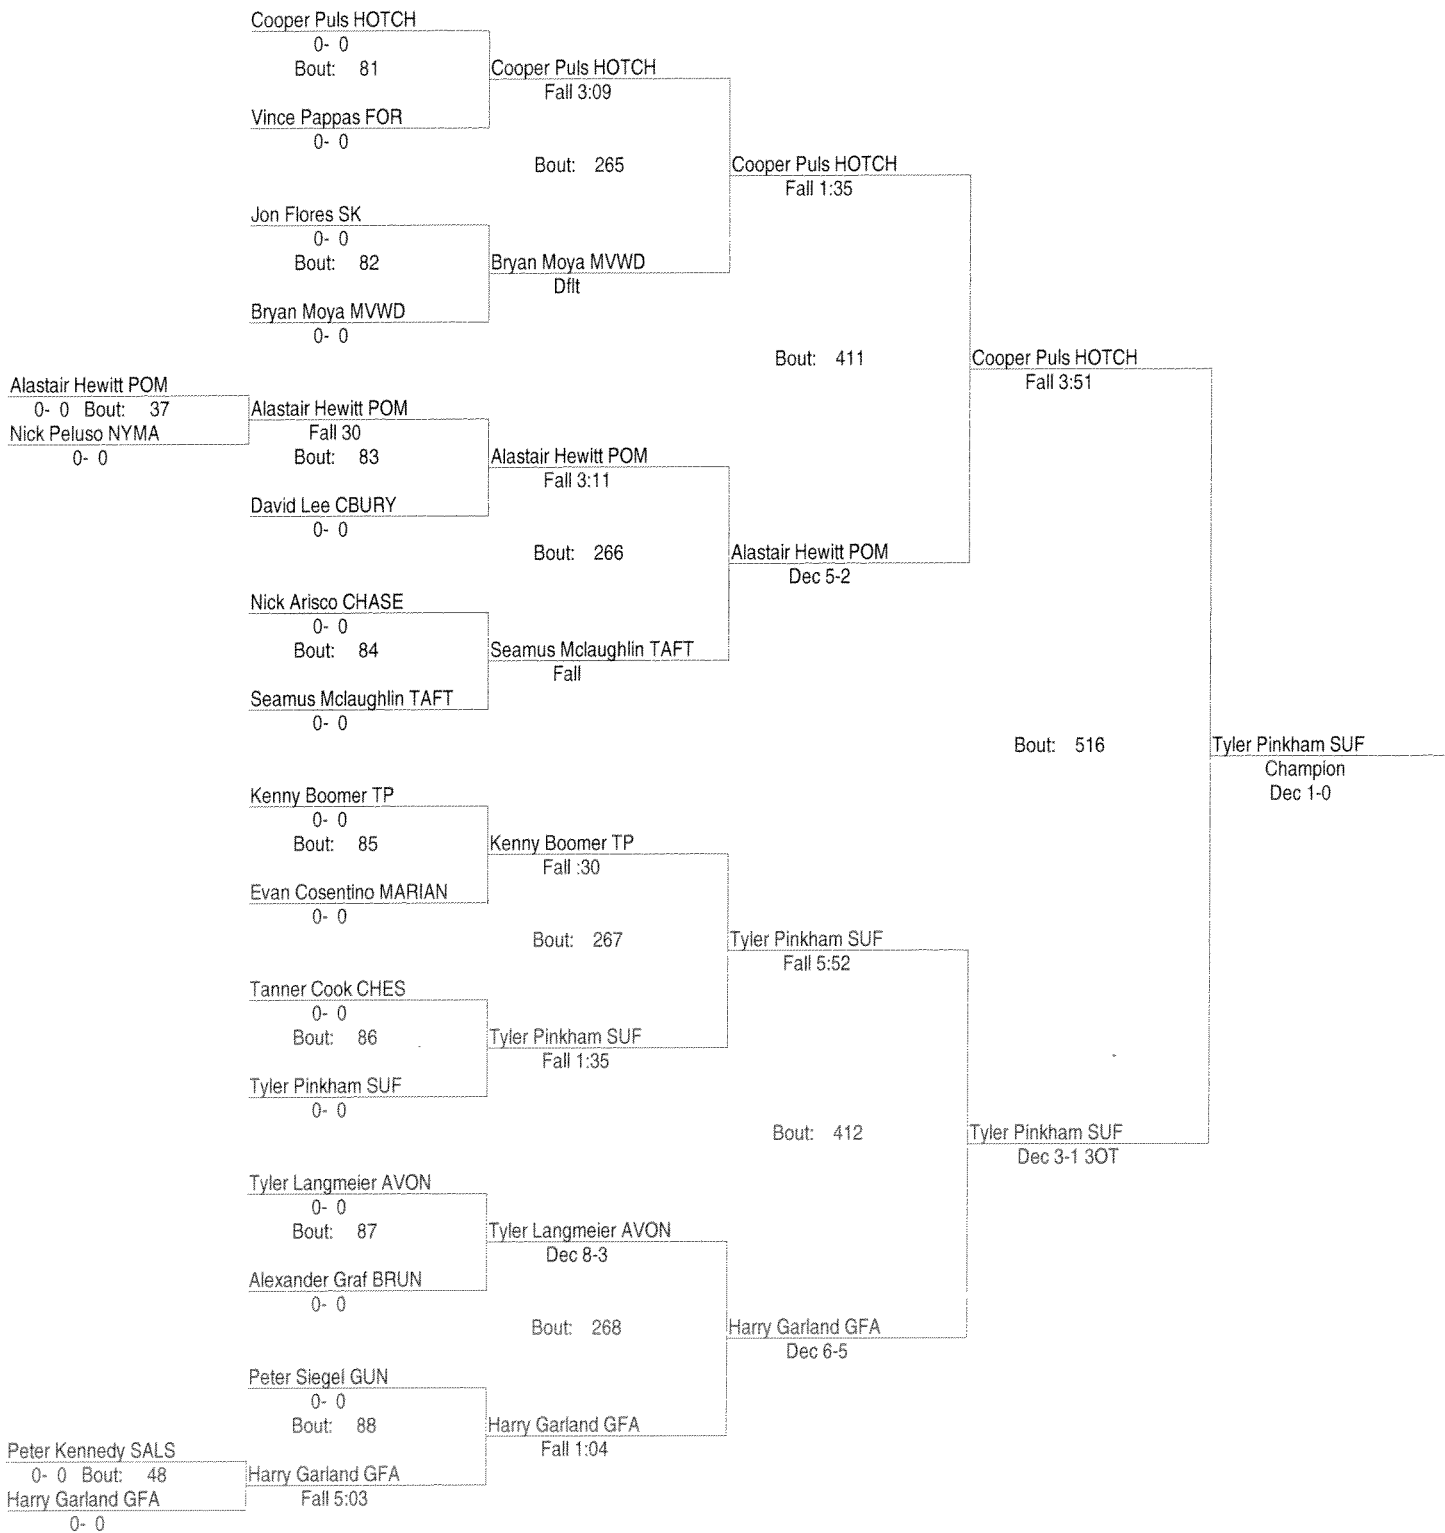 Cooper Puls HOTCH
0- 0
Bout: 81
Cooper Puls HOTCH
Fall 3:09
Vince Pappas FOR
0- 0
Bout: 265
Cooper Puls HOTCH
Fall 1:35
Jon Flores SK
0- 0
Bout: 82
Bryan Moya MVWD
Dflt
Bryan Moya MVWD
0- 0
Bout: 411
Cooper Puls HOTCH
Fall 3:51
Alastair Hewitt POM
0- 0 Bout: 37
Nick Peluso NYMA
0- 0
Alastair Hewitt POM
Fall 30
Bout: 83
Alastair Hewitt POM
Fall 3:11
David Lee CBURY
0- 0
Bout: 266
Alastair Hewitt POM
Dec 5-2
Nick Arisco CHASE
0- 0
Bout: 84
Seamus Mclaughlin TAFT
Fall
Seamus Mclaughlin TAFT
0- 0
Bout: 516
Tyler Pinkham SUF
Champion
Dec 1-0
Kenny Boomer TP
0- 0
Bout: 85
Kenny Boomer TP
Fall :30
Evan Cosentino MARIAN
0- 0
Bout: 267
Tyler Pinkham SUF
Fall 5:52
Tanner Cook CHES
0- 0
Bout: 86
Tyler Pinkham SUF
Fall 1:35
Tyler Pinkham SUF
0- 0
Bout: 412
Tyler Pinkham SUF
Dec 3-1 3OT
Tyler Langmeier AVON
0- 0
Bout: 87
Tyler Langmeier AVON
Dec 8-3
Alexander Graf BRUN
0- 0
Bout: 268
Harry Garland GFA
Dec 6-5
Peter Siegel GUN
0- 0
Bout: 88
Harry Garland GFA
Fall 1:04
Peter Kennedy SALS
0- 0 Bout: 48
Harry Garland GFA
0- 0
Harry Garland GFA
Fall 5:03